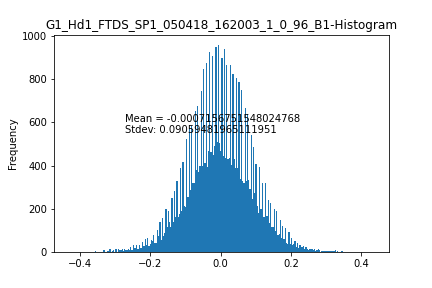 G1_Hd1_FTDS_SP1_050418_162003_1_0_96_B1-Histogram
1000
800
600
400
200
0
Frequency
Mean = -0.0007156751548024768
Stdev: 0.09059481965111951
−0.4 −0.2 0.0 0.2 0.4